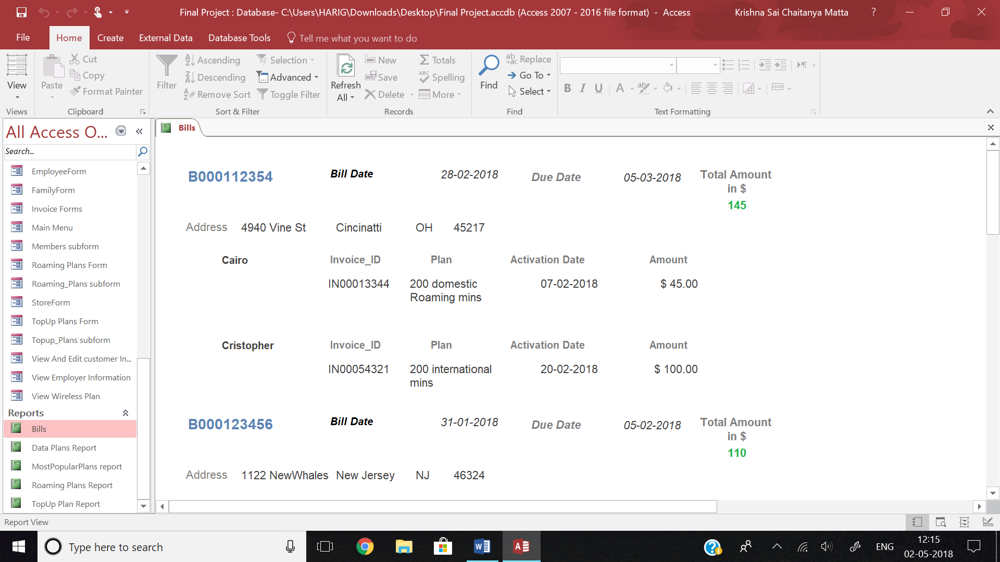 Final Project : Database- C:\Users\HARIG\Downloads\Desktop\Final Project.accdb (Access 2007 - 2016 file format) - Access
Krishna Sai Chaitanya Matta
?
File
Home
Create
External Data
Database Tools
Tell me what you want to do
View
Views
Paste
Cut
Copy
Format Painter
Clipboard
Filter
Ascending
Descending
Remove Sort
Selection
Advanced
Toggle Filter
Sort & Filter
Refresh
All
New
Save
Delete
Totals
Spelling
More
Records
Find
Replace
Go To
Select
Find
B I U A
Text Formatting
All Access O...
Search...
EmployeeForm
FamilyForm
Invoice Forms
Main Menu
Members subform
Roaming Plans Form
Roaming_Plans subform
StoreForm
TopUp Plans Form
Topup_Plans subform
View And Edit customer In...
View Employer Information
View Wireless Plan
Reports
Bills
Data Plans Report
MostPopularPlans report
Roaming Plans Report
TopUp Plan Report
Bills
B000112354 Bill Date 28-02-2018 Due Date 05-03-2018 Total Amount
in $
145
Address 4940 Vine St Cincinatti OH 45217
Cairo Invoice_ID Plan Activation Date Amount
IN00013344 200 domestic 07-02-2018 $ 45.00
Roaming mins
Cristopher Invoice_ID Plan Activation Date Amount
IN00054321 200 international 20-02-2018 $ 100.00
mins
B000123456 Bill Date 31-01-2018 Due Date 05-02-2018 Total Amount
in $
110
Address 1122 NewWhales New Jersey NJ 46324
Report View
Type here to search
ENG
12:15
02-05-2018